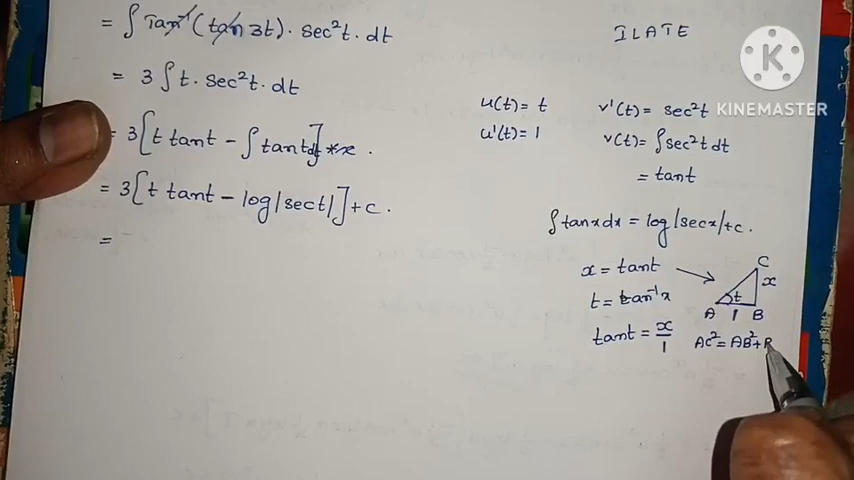 = ∫ Tan⁻¹(tan 3t) · sec²t · dt
= 3 ∫ t · sec²t · dt
= 3[t tant - ∫ tant dt]
= 3[t tant - log|sect|] + c.
=
ILATE
K
KINEMASTER
u(t) = t
v'(t) = sec²t
u'(t) = 1
v(t) = ∫ sec²t dt
= tant
∫ tanx dx = log|secx| + c.
x = tant
t = tan⁻¹x
tant = x/1
C
x
t
A 1 B
AC² = AB² +